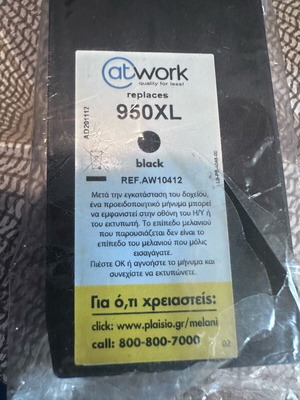 @work
quality for less!
replaces
950XL
AD201112
black
REF.AW10412
Μετά την εγκατάσταση του δοχείου,
ένα προειδοποιητικό μήνυμα μπορεί
να εμφανιστεί στην οθόνη του Η/Υ ή
του εκτυπωτή. Το επίπεδο μελανιού
που παρουσιάζεται δεν είναι το
επίπεδο του μελανιού που μόλις
εισαγάγατε.
Πιέστε ΟΚ ή αγνοήστε το μήνυμα και
συνεχίστε να εκτυπώνετε.
Για ό,τι χρειαστείς:
click: www.plaisio.gr/melani
call: 800-800-7000
02